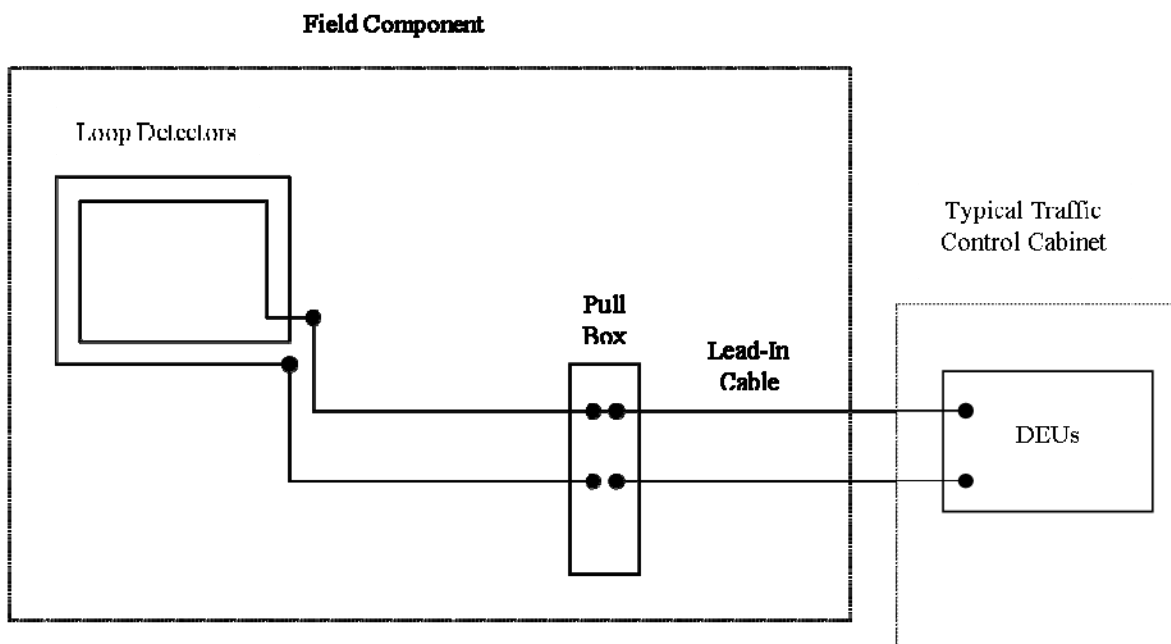 Field Component
Loop Detectors
Typical Traffic
Control Cabinet
Pull
Box
Lead-In
Cable
DEUs